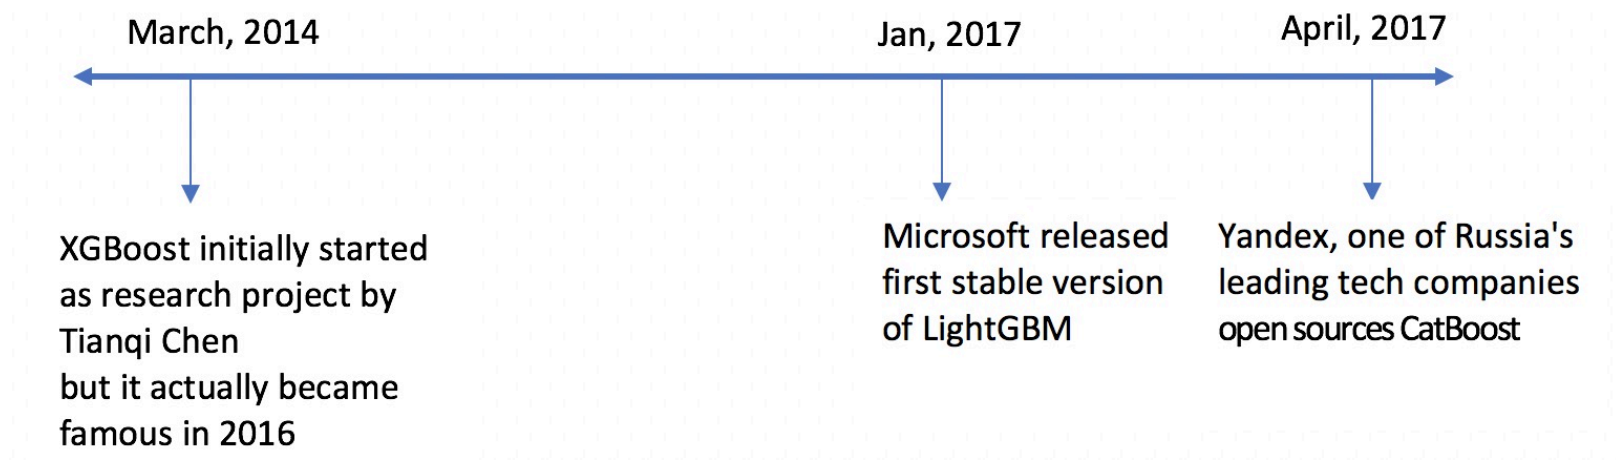 March, 2014
Jan, 2017
April, 2017
XGBoost initially started
as research project by
Tianqi Chen
but it actually became
famous in 2016
Microsoft released
first stable version
of LightGBM
Yandex, one of Russia's
leading tech companies
open sources CatBoost